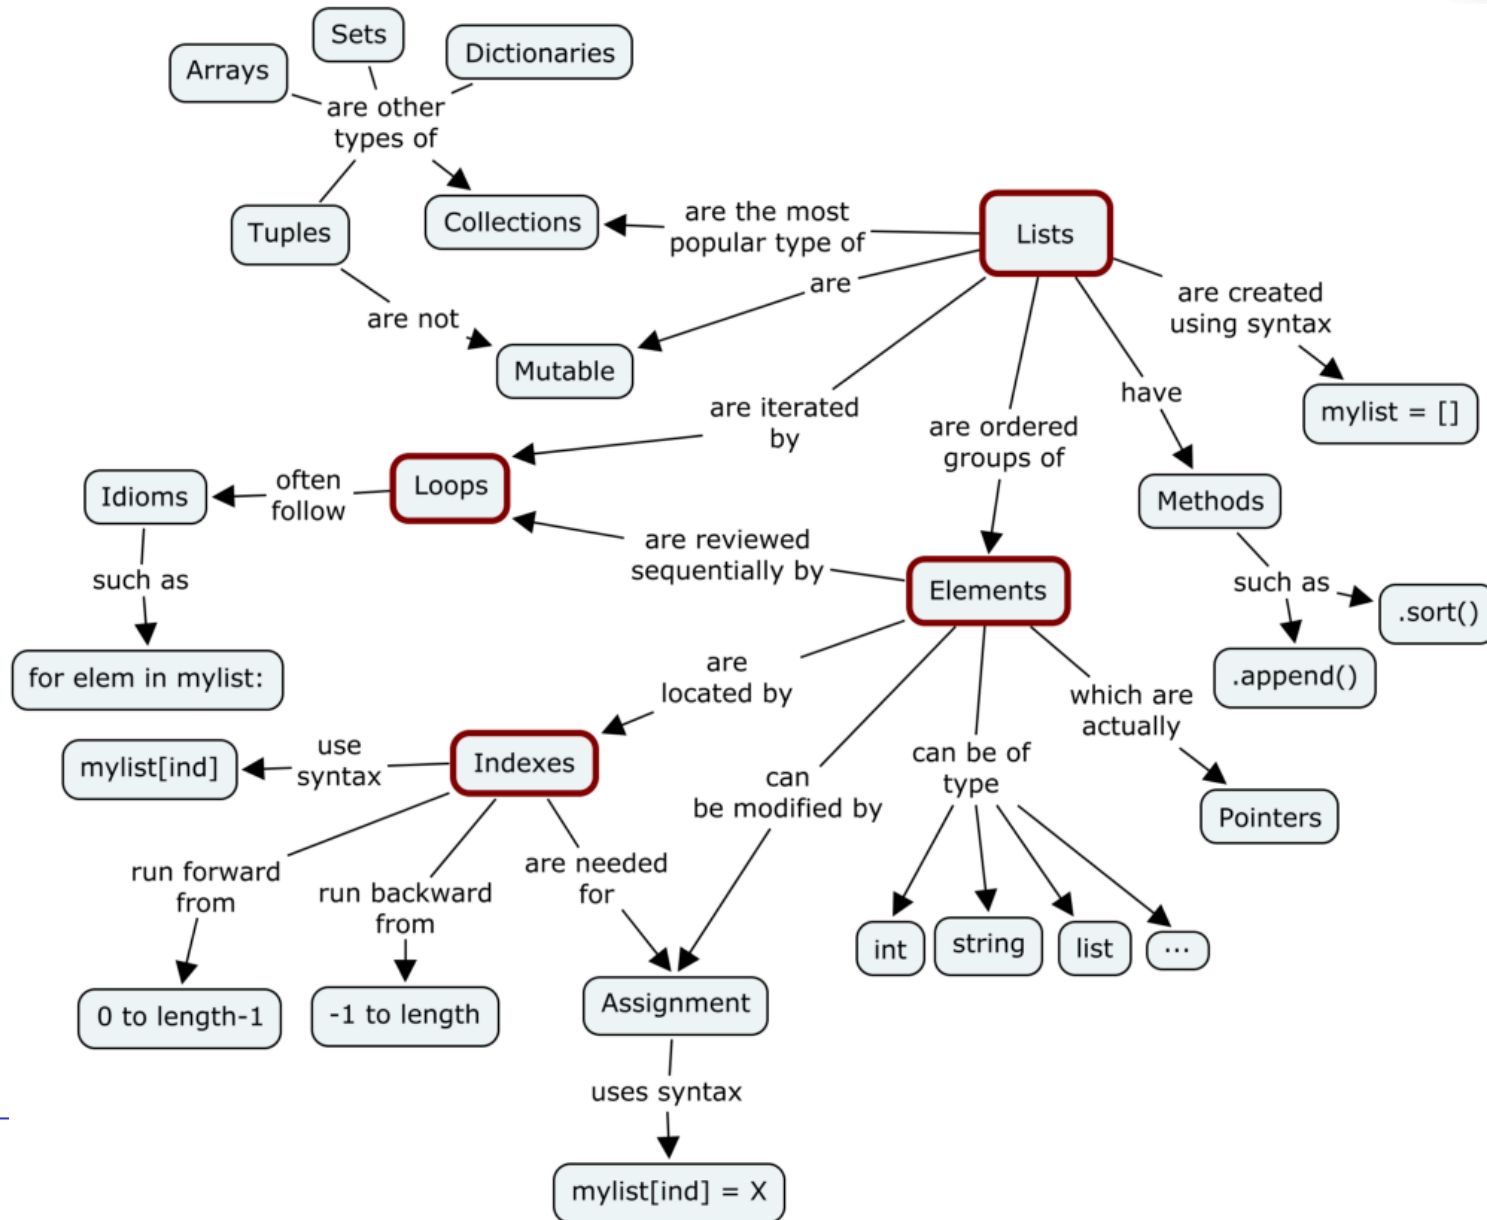 Sets
Arrays
Dictionaries
are other
types of
Tuples
Collections
are the most
popular type of
Lists
are
are not
Mutable
are created
using syntax
mylist = []
have
are iterated
by
are ordered
groups of
Methods
Loops
often
follow
Idioms
such as
for elem in mylist:
are reviewed
sequentially by
Elements
such as
.sort()
.append()
are
located by
which are
actually
Pointers
can be of
type
can
be modified by
Indexes
use
syntax
mylist[ind]
run forward
from
run backward
from
are needed
for
int
string
list
...
0 to length-1
-1 to length
Assignment
uses syntax
mylist[ind] = X